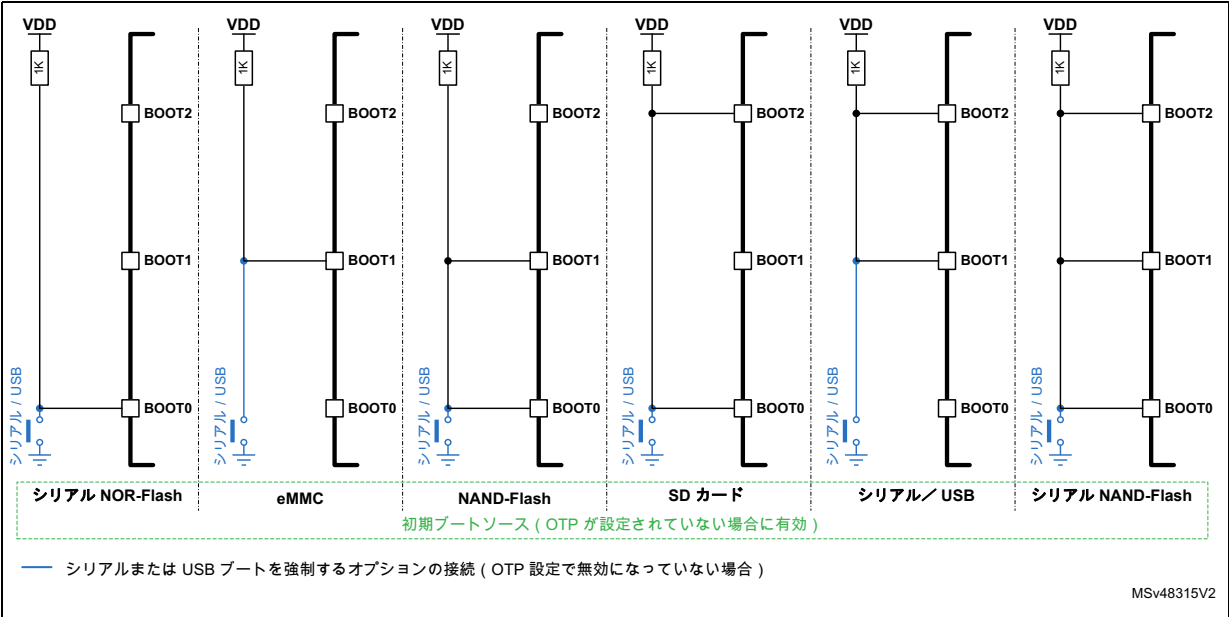 VDD
1K
BOOT2
BOOT1
BOOT0
シリアル / USB
シリアル NOR-Flash
VDD
1K
BOOT2
BOOT1
BOOT0
シリアル / USB
eMMC
VDD
1K
BOOT2
BOOT1
BOOT0
シリアル / USB
NAND-Flash
VDD
1K
BOOT2
BOOT1
BOOT0
シリアル / USB
SD カード
VDD
1K
BOOT2
BOOT1
BOOT0
シリアル / USB
シリアル／ USB
VDD
1K
BOOT2
BOOT1
BOOT0
シリアル / USB
シリアル NAND-Flash
初期ブートソース ( OTP が設定されていない場合に有効 )
シリアルまたは USB ブートを強制するオプションの接続 ( OTP 設定で無効になっていない場合 )
MSv48315V2